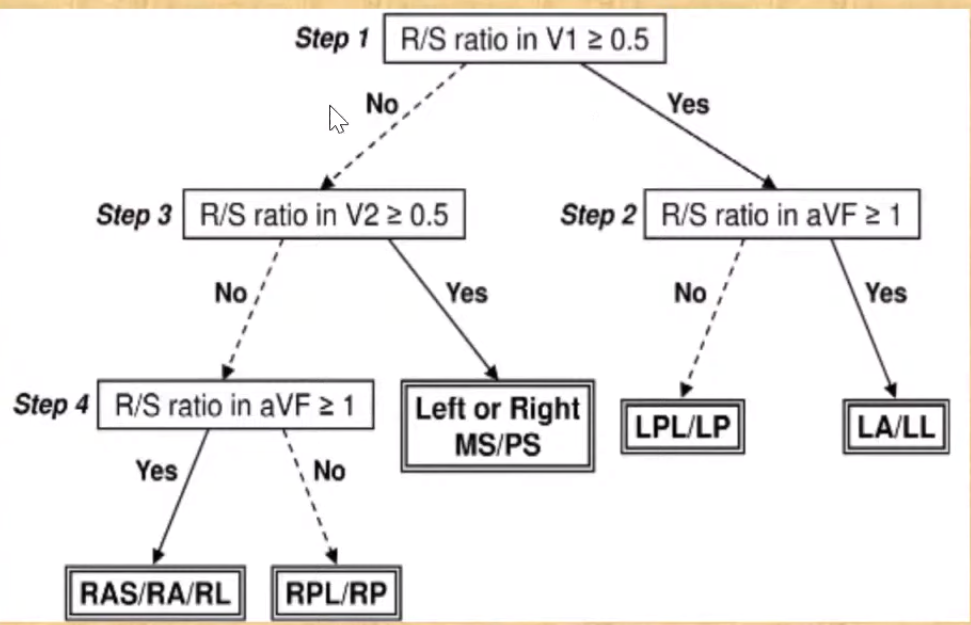 Step 1 R/S ratio in V1 ≥ 0.5
No Yes
Step 3 R/S ratio in V2 ≥ 0.5
Step 2 R/S ratio in aVF ≥ 1
No Yes
No Yes
Step 4 R/S ratio in aVF ≥ 1
Left or Right
MS/PS
LPL/LP
LA/LL
Yes No
RAS/RA/RL
RPL/RP